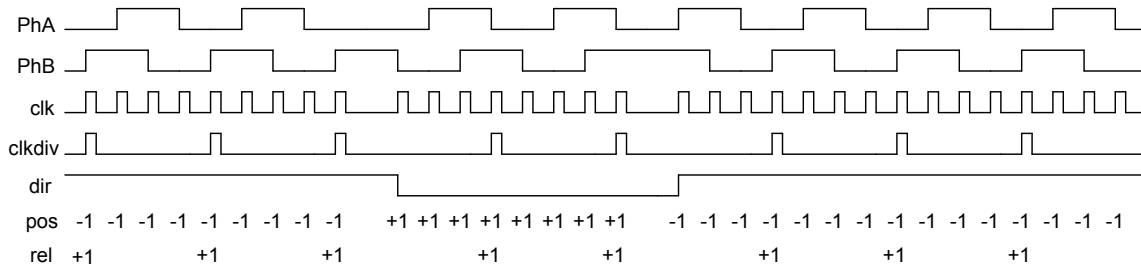 PhA
PhB
clk
clkdiv
dir
pos -1 -1 -1 -1 -1 -1 -1 -1 -1 +1 +1 +1 +1 +1 +1 +1 +1 -1 -1 -1 -1 -1 -1 -1 -1 -1 -1 -1 -1 -1 -1 -1
rel +1 +1 +1 +1 +1 +1 +1 +1